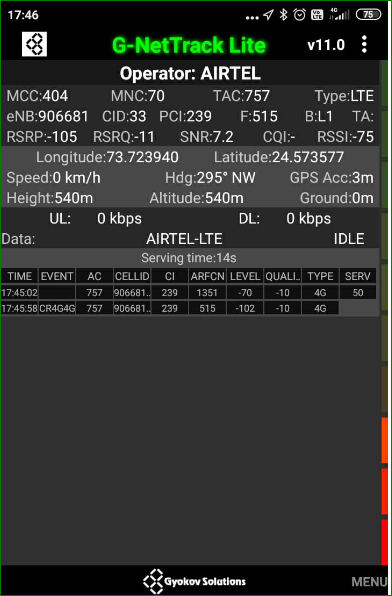 17:46 ... 4G 75
G-NetTrack Lite v11.0
Operator: AIRTEL
MCC:404 MNC:70 TAC:757 Type:LTE
eNB:906681 CID:33 PCI:239 F:515 B:L1 TA:
RSRP:-105 RSRQ:-11 SNR:7.2 CQI:- RSSI:-75
Longitude:73.723940 Latitude:24.573577
Speed:0 km/h Hdg:295° NW GPS Acc:3m
Height:540m Altitude:540m Ground:0m
UL: 0 kbps DL: 0 kbps
Data: AIRTEL-LTE IDLE
Serving time:14s
TIME EVENT AC CELLID CI ARFCN LEVEL QUALI.. TYPE SERV
17:45:02 757 906681.. 239 1351 -70 -10 4G 50
17:45:58 CR4G4G 757 906681.. 239 515 -102 -10 4G
Gyokov Solutions MENU